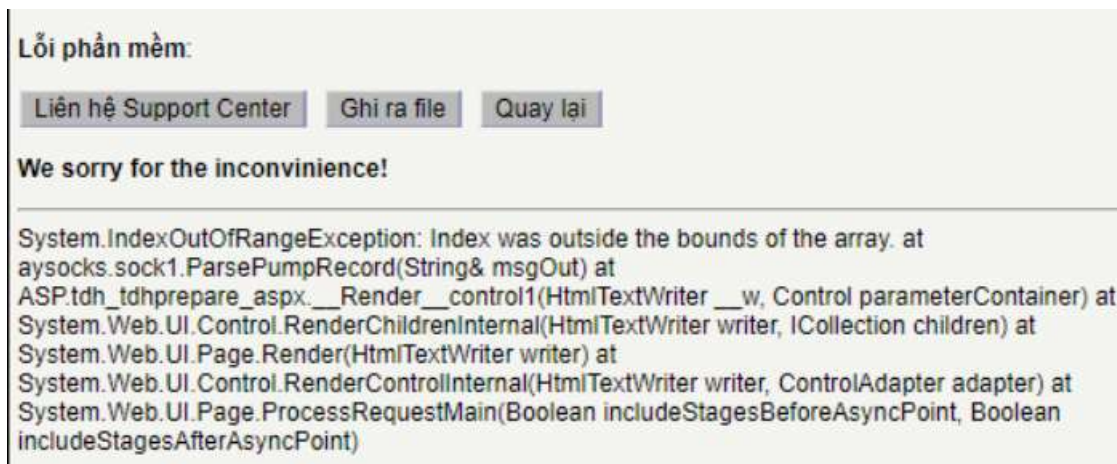 Lỗi phần mềm:
Liên hệ Support Center Ghi ra file Quay lại
We sorry for the inconvinience!
System.IndexOutOfRangeException: Index was outside the bounds of the array. at
aysocks.sock1.ParsePumpRecord(String& msgOut) at
ASP.tdh_tdhprepare_aspx.__Render__control1(HtmlTextWriter __w, Control parameterContainer) at
System.Web.UI.Control.RenderChildrenInternal(HtmlTextWriter writer, ICollection children) at
System.Web.UI.Page.Render(HtmlTextWriter writer) at
System.Web.UI.Control.RenderControlInternal(HtmlTextWriter writer, ControlAdapter adapter) at
System.Web.UI.Page.ProcessRequestMain(Boolean includeStagesBeforeAsyncPoint, Boolean
includeStagesAfterAsyncPoint)